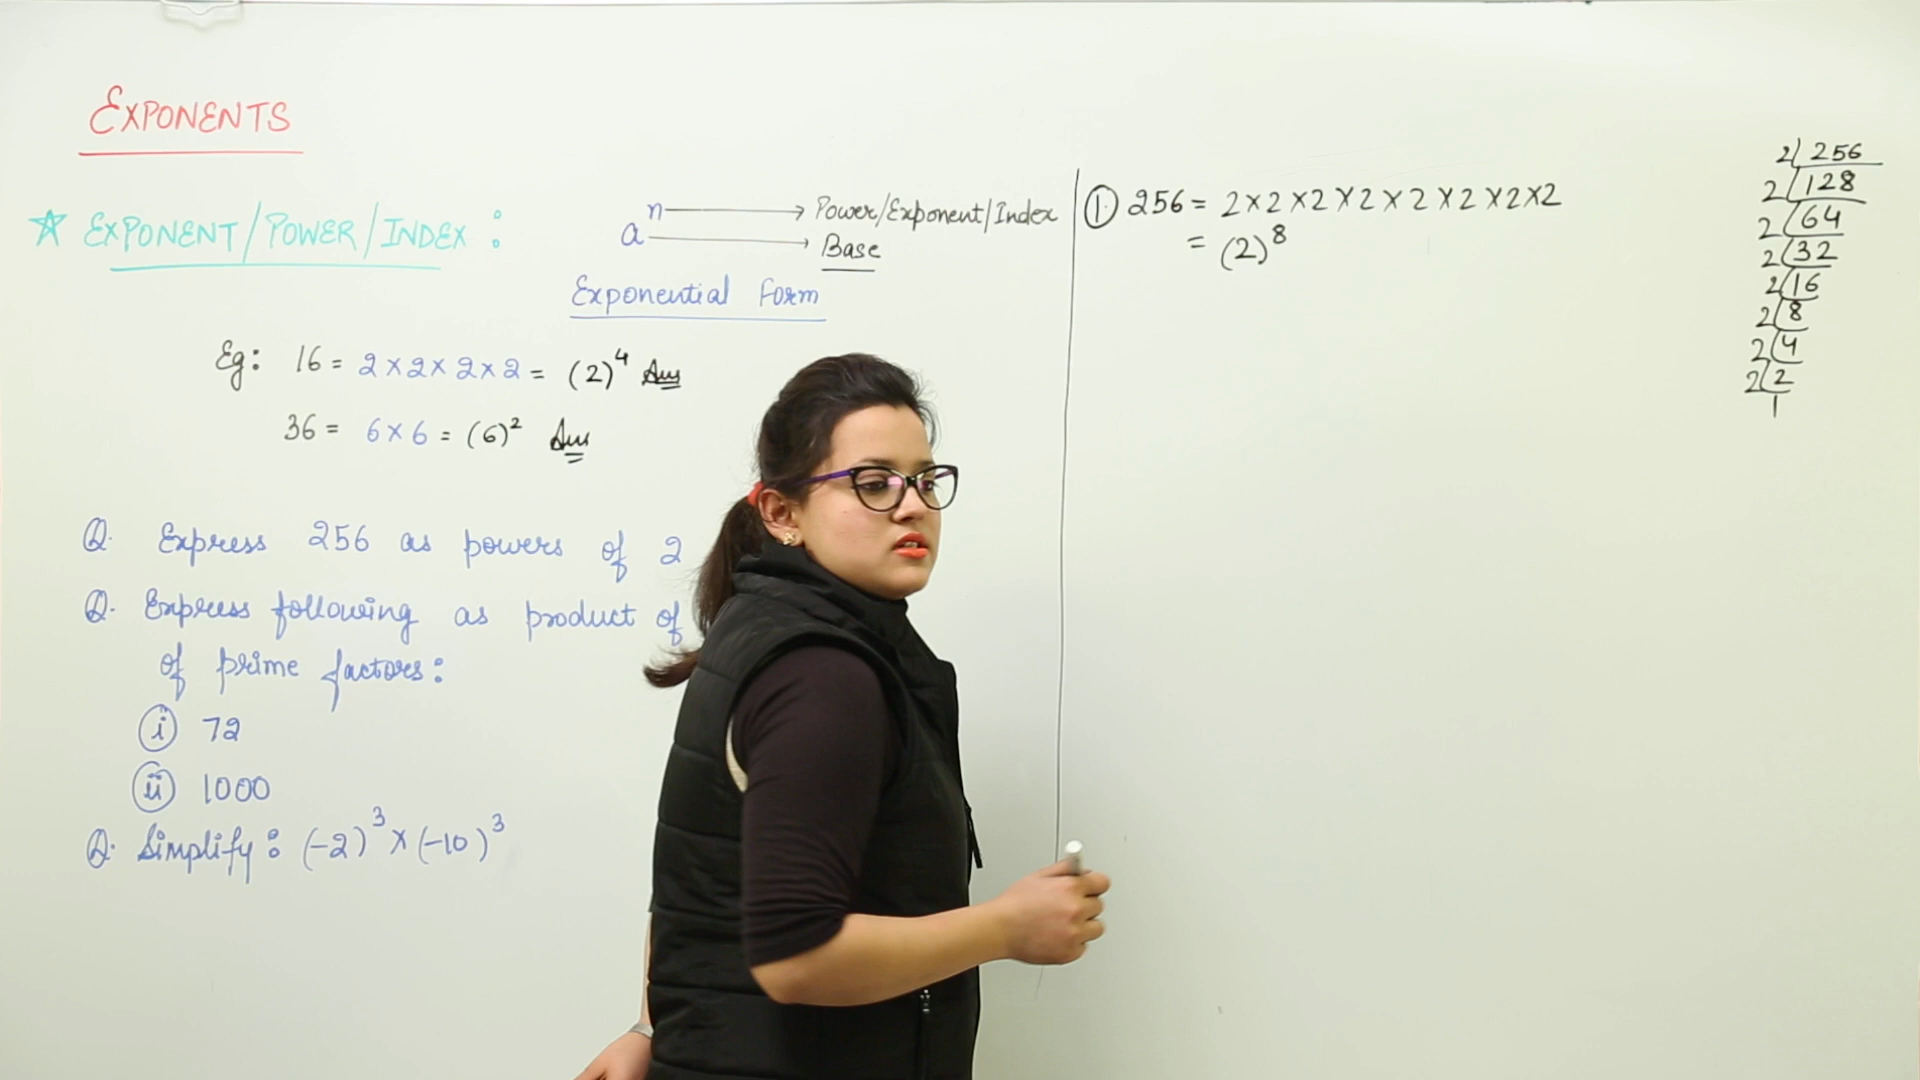 EXPONENTS
☆ EXPONENT/POWER/INDEX :
aⁿ
Power/Exponent/Index
Base
Exponential Form
Eg: 16 = 2×2×2×2 = (2)⁴ Ans
36 = 6×6 = (6)² Ans
Q. Express 256 as powers of 2
Q. Express following as product of
of prime factors:
(i) 72
(ii) 1000
Q. Simplify: (-2)³×(-10)³
(1.) 256 = 2×2×2×2×2×2×2×2
= (2)⁸
2 256
2 128
2 64
2 32
2 16
2 8
2 4
2 2
1